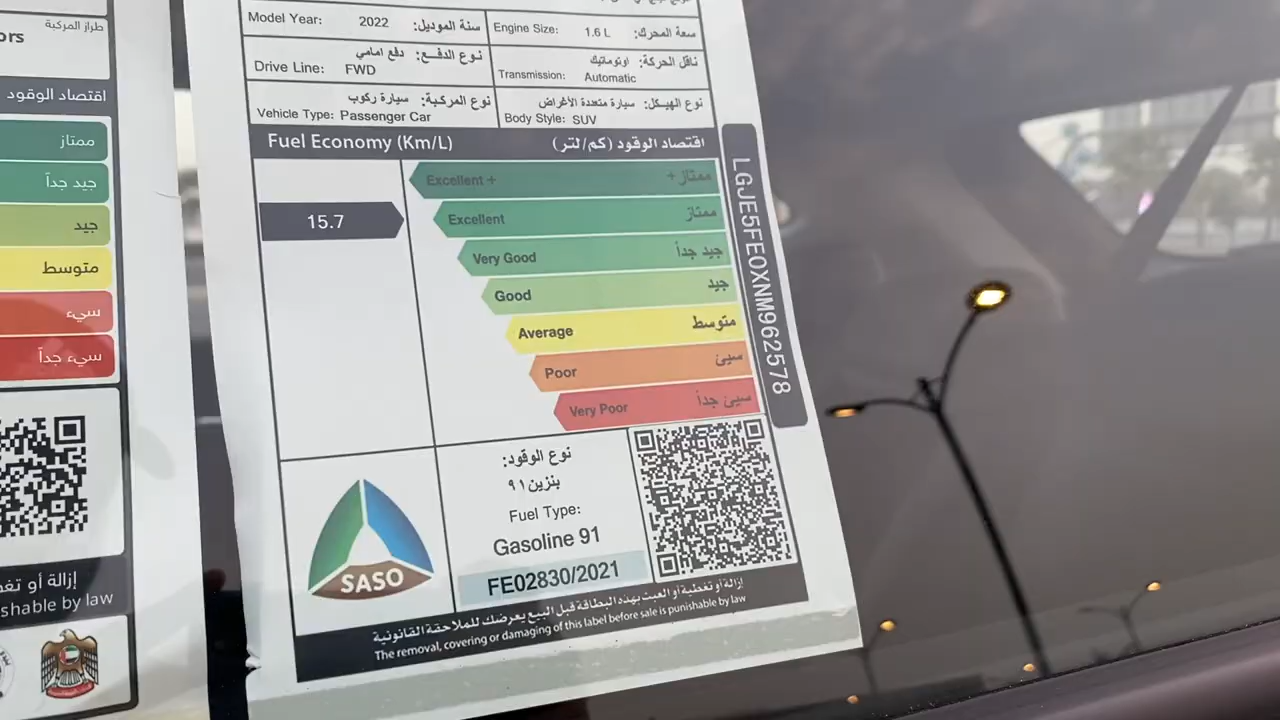 طراز المركبة
ors
اقتصاد الوقود
ممتاز
جيد جداً
جيد
متوسط
سيء
سيء جداً
إزالة أو تغط
shable by law
Model Year: 2022 سنة الموديل:
Engine Size: 1.6 L سعة المحرك:
نوع الدفع: دفع امامي
Drive Line: FWD
ناقل الحركة: اوتوماتيك
Transmission: Automatic
نوع المركبة: سيارة ركوب
Vehicle Type: Passenger Car
نوع الهيكل: سيارة متعددة الأغراض
Body Style: SUV
Fuel Economy (Km/L) اقتصاد الوقود (كم/لتر)
15.7
Excellent + ممتاز+
Excellent ممتاز
Very Good جيد جداً
Good جيد
Average متوسط
Poor سيئ
Very Poor سيئ جداً
LGJE5FE0XNM962578
SASO
نوع الوقود:
بنزين ٩١
Fuel Type:
Gasoline 91
FE02830/2021
إزالة أو تغطية أو العبث بهذه البطاقة قبل البيع يعرضك للملاحقة القانونية
The removal, covering or damaging of this label before sale is punishable by law